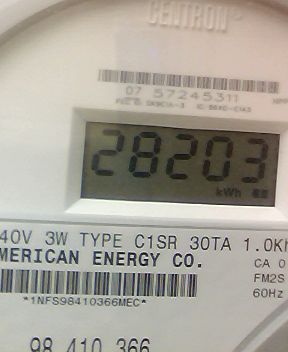 CENTRON
07 57245311
28203
kWh
40V 3W TYPE C1SR 30TA 1.0Kh
MERICAN ENERGY CO.
CA 0
FM2S
60Hz
*1NFS98410366MEC*
98 410 366